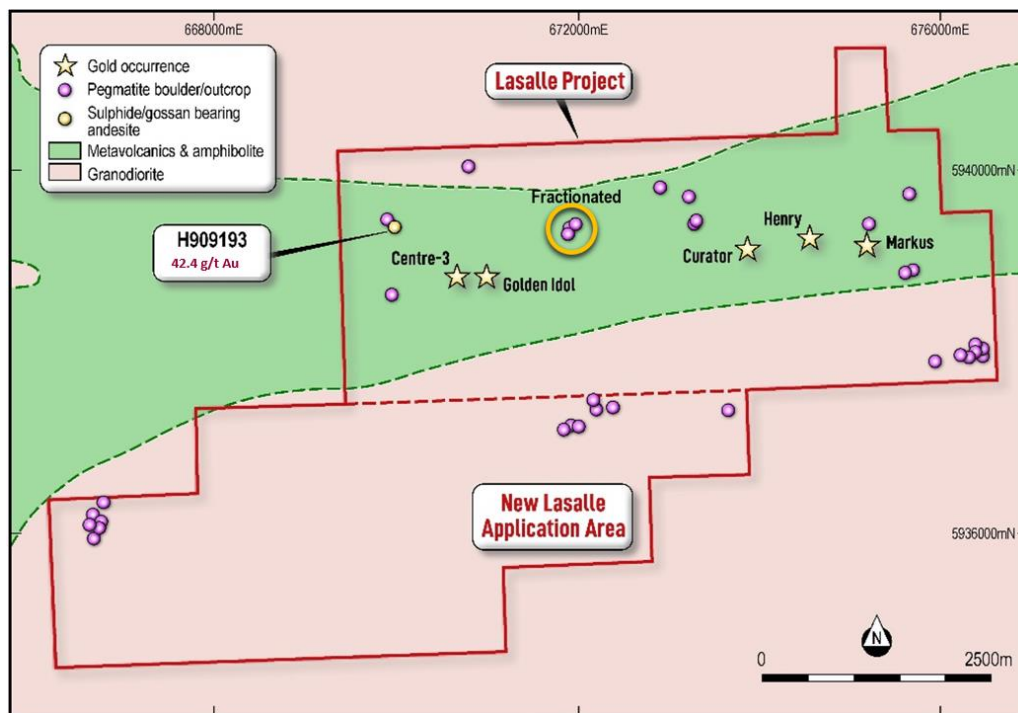 668000mE
672000mE
676000mE
Gold occurrence
Pegmatite boulder/outcrop
Sulphide/gossan bearing
andesite
Metavolcanics & amphibolite
Granodiorite
Lasalle Project
5940000mN
Fractionated
H909193
42.4 g/t Au
Centre-3
Golden Idol
Curator
Henry
Markus
New Lasalle
Application Area
5936000mN
N
0
2500m